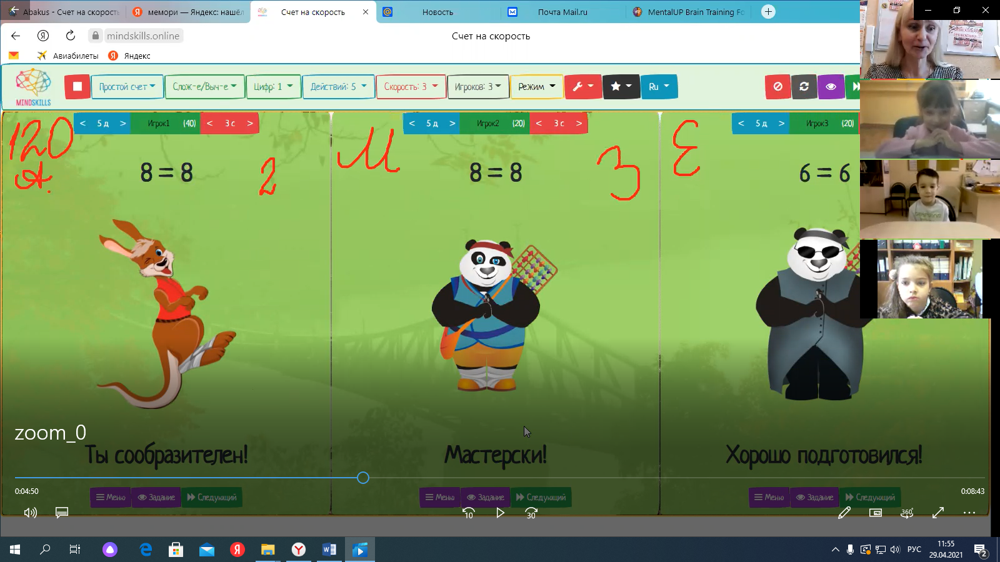 Abakus - Счет на скорость
мемори — Яндекс: нашёл
Счет на скорость
Новость
Почта Mail.ru
MentalUP Brain Training Fo
mindskills.online
Счет на скорость
Авиабилеты
Яндекс
MINDSKILLS
Простой счет
Слож-е/Выч-е
Цифр: 1
Действий: 5
Скорость: 3
Игроков: 3
Режим
Ru
< 5 д > Игрок1 (40) < 3 с >
< 5 д > Игрок2 (20) < 3 с >
< 5 д > Игрок3 (20)
120
А.
8 = 8
2
М
8 = 8
3
Е
6 = 6
zoom_0
Ты сообразителен!
Мастерски!
Хорошо подготовился!
0:04:50
0:08:43
Меню Задание Следующий
Меню Задание Следующий
Меню Задание Следующий
10
30
360
РУС
11:55
29.04.2021
2